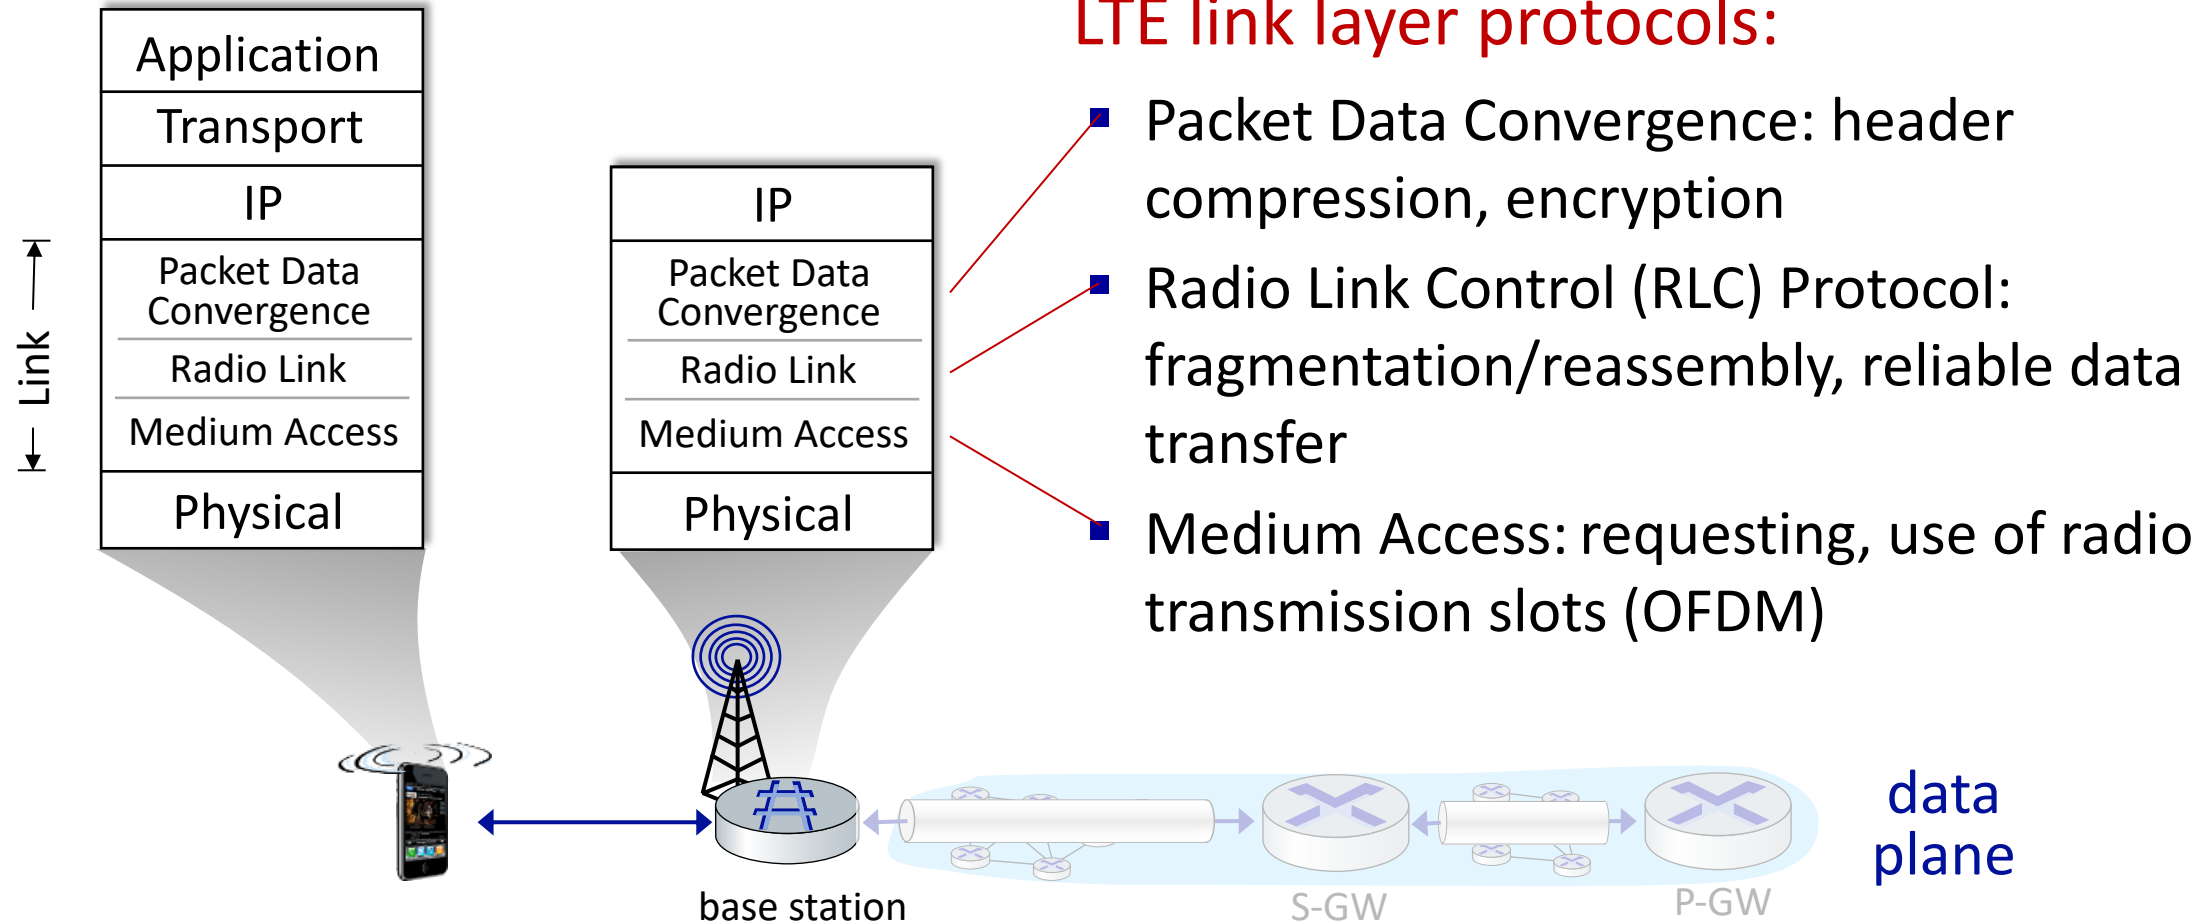 LTE link layer protocols:
Application
Transport
IP
Packet Data
Convergence
Radio Link
Medium Access
Physical
Link
IP
Packet Data
Convergence
Radio Link
Medium Access
Physical
Packet Data Convergence: header
compression, encryption
Radio Link Control (RLC) Protocol:
fragmentation/reassembly, reliable data
transfer
Medium Access: requesting, use of radio
transmission slots (OFDM)
base station
S-GW
P-GW
data
plane